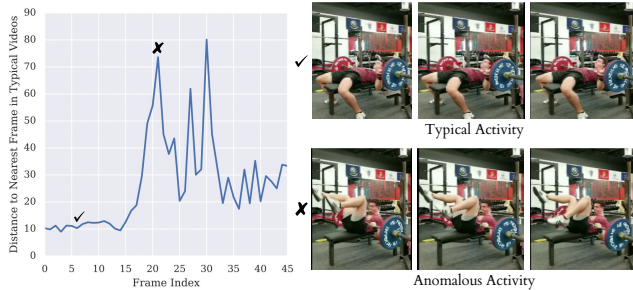 Distance to Nearest Frame in Typical Videos
90
80
70
60
50
40
30
20
10
0
0 5 10 15 20 25 30 35 40 45
Frame Index
Typical Activity
Anomalous Activity